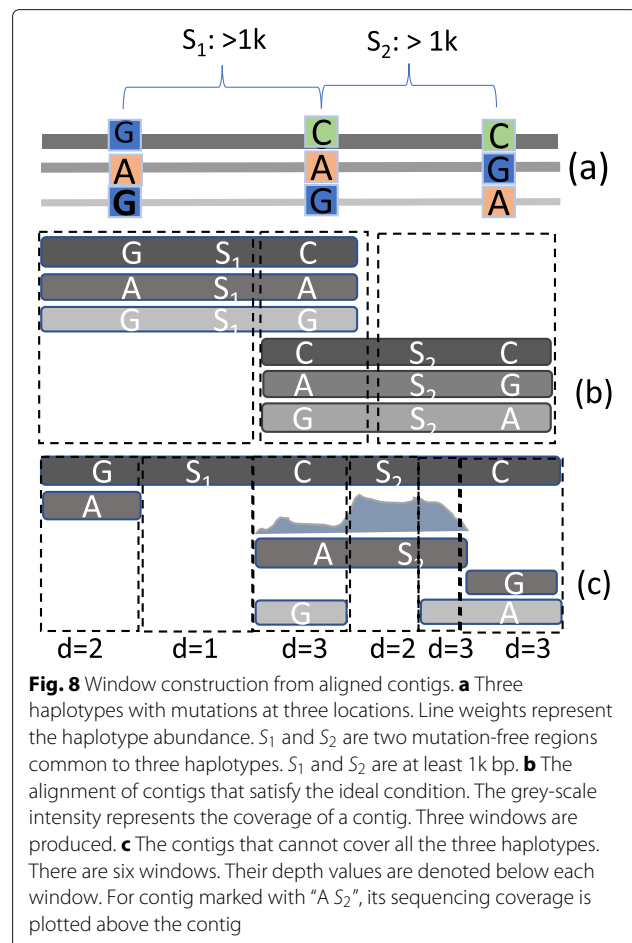 S₁: >1k S₂: > 1k
G C C
A A G (a)
G G A
G S₁ C
A S₁ A
G S₁ G
C S₂ C
A S₂ G (b)
G S₂ A
G S₁ C S₂ C
A
A S₂
G (c)
G A
d=2 d=1 d=3 d=2 d=3 d=3
Fig. 8 Window construction from aligned contigs. a Three
haplotypes with mutations at three locations. Line weights represent
the haplotype abundance. S₁ and S₂ are two mutation-free regions
common to three haplotypes. S₁ and S₂ are at least 1k bp. b The
alignment of contigs that satisfy the ideal condition. The grey-scale
intensity represents the coverage of a contig. Three windows are
produced. c The contigs that cannot cover all the three haplotypes.
There are six windows. Their depth values are denoted below each
window. For contig marked with “A S₂”, its sequencing coverage is
plotted above the contig